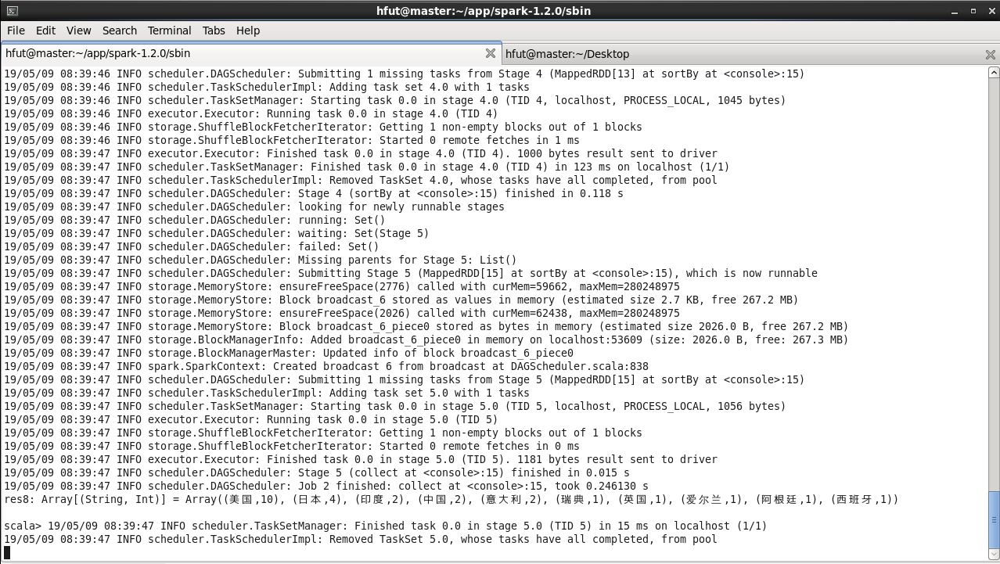 hfut@master:~/app/spark-1.2.0/sbin
File Edit View Search Terminal Tabs Help
hfut@master:~/app/spark-1.2.0/sbin
hfut@master:~/Desktop
19/05/09 08:39:46 INFO scheduler.DAGScheduler: Submitting 1 missing tasks from Stage 4 (MappedRDD[13] at sortBy at <console>:15)
19/05/09 08:39:46 INFO scheduler.TaskSchedulerImpl: Adding task set 4.0 with 1 tasks
19/05/09 08:39:46 INFO scheduler.TaskSetManager: Starting task 0.0 in stage 4.0 (TID 4, localhost, PROCESS_LOCAL, 1045 bytes)
19/05/09 08:39:46 INFO executor.Executor: Running task 0.0 in stage 4.0 (TID 4)
19/05/09 08:39:46 INFO storage.ShuffleBlockFetcherIterator: Getting 1 non-empty blocks out of 1 blocks
19/05/09 08:39:46 INFO storage.ShuffleBlockFetcherIterator: Started 0 remote fetches in 1 ms
19/05/09 08:39:47 INFO executor.Executor: Finished task 0.0 in stage 4.0 (TID 4). 1000 bytes result sent to driver
19/05/09 08:39:47 INFO scheduler.TaskSetManager: Finished task 0.0 in stage 4.0 (TID 4) in 123 ms on localhost (1/1)
19/05/09 08:39:47 INFO scheduler.TaskSchedulerImpl: Removed TaskSet 4.0, whose tasks have all completed, from pool
19/05/09 08:39:47 INFO scheduler.DAGScheduler: Stage 4 (sortBy at <console>:15) finished in 0.118 s
19/05/09 08:39:47 INFO scheduler.DAGScheduler: looking for newly runnable stages
19/05/09 08:39:47 INFO scheduler.DAGScheduler: running: Set()
19/05/09 08:39:47 INFO scheduler.DAGScheduler: waiting: Set(Stage 5)
19/05/09 08:39:47 INFO scheduler.DAGScheduler: failed: Set()
19/05/09 08:39:47 INFO scheduler.DAGScheduler: Missing parents for Stage 5: List()
19/05/09 08:39:47 INFO scheduler.DAGScheduler: Submitting Stage 5 (MappedRDD[15] at sortBy at <console>:15), which is now runnable
19/05/09 08:39:47 INFO storage.MemoryStore: ensureFreeSpace(2776) called with curMem=59662, maxMem=280248975
19/05/09 08:39:47 INFO storage.MemoryStore: Block broadcast_6 stored as values in memory (estimated size 2.7 KB, free 267.2 MB)
19/05/09 08:39:47 INFO storage.MemoryStore: ensureFreeSpace(2026) called with curMem=62438, maxMem=280248975
19/05/09 08:39:47 INFO storage.MemoryStore: Block broadcast_6_piece0 stored as bytes in memory (estimated size 2026.0 B, free 267.2 MB)
19/05/09 08:39:47 INFO storage.BlockManagerInfo: Added broadcast_6_piece0 in memory on localhost:53609 (size: 2026.0 B, free: 267.3 MB)
19/05/09 08:39:47 INFO storage.BlockManagerMaster: Updated info of block broadcast_6_piece0
19/05/09 08:39:47 INFO spark.SparkContext: Created broadcast 6 from broadcast at DAGScheduler.scala:838
19/05/09 08:39:47 INFO scheduler.DAGScheduler: Submitting 1 missing tasks from Stage 5 (MappedRDD[15] at sortBy at <console>:15)
19/05/09 08:39:47 INFO scheduler.TaskSchedulerImpl: Adding task set 5.0 with 1 tasks
19/05/09 08:39:47 INFO scheduler.TaskSetManager: Starting task 0.0 in stage 5.0 (TID 5, localhost, PROCESS_LOCAL, 1056 bytes)
19/05/09 08:39:47 INFO executor.Executor: Running task 0.0 in stage 5.0 (TID 5)
19/05/09 08:39:47 INFO storage.ShuffleBlockFetcherIterator: Getting 1 non-empty blocks out of 1 blocks
19/05/09 08:39:47 INFO storage.ShuffleBlockFetcherIterator: Started 0 remote fetches in 0 ms
19/05/09 08:39:47 INFO executor.Executor: Finished task 0.0 in stage 5.0 (TID 5). 1181 bytes result sent to driver
19/05/09 08:39:47 INFO scheduler.DAGScheduler: Stage 5 (collect at <console>:15) finished in 0.015 s
19/05/09 08:39:47 INFO scheduler.DAGScheduler: Job 2 finished: collect at <console>:15, took 0.246130 s
res8: Array[(String, Int)] = Array((美国,10), (日本,4), (印度,2), (中国,2), (意大利,2), (瑞典,1), (英国,1), (爱尔兰,1), (阿根廷,1), (西班牙,1))
scala> 19/05/09 08:39:47 INFO scheduler.TaskSetManager: Finished task 0.0 in stage 5.0 (TID 5) in 15 ms on localhost (1/1)
19/05/09 08:39:47 INFO scheduler.TaskSchedulerImpl: Removed TaskSet 5.0, whose tasks have all completed, from pool